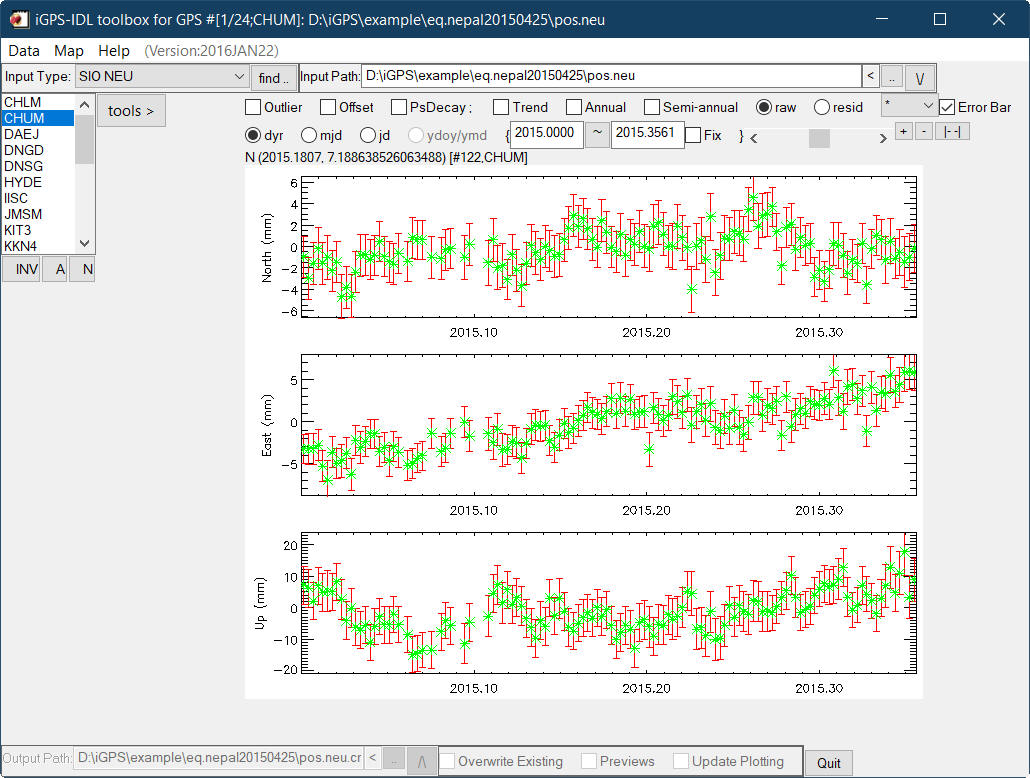 iGPS-IDL toolbox for GPS #[1/24;CHUM]: D:\iGPS\example\eq.nepal20150425\pos.neu
Data Map Help (Version:2016JAN22)
Input Type: SIO NEU find .. Input Path: D:\iGPS\example\eq.nepal20150425\pos.neu < .. \/
CHLM
CHUM
DAEJ
DNGD
DNSG
HYDE
IISC
JMSM
KIT3
KKN4
INV A N
tools >
Outlier Offset PsDecay ; Trend Annual Semi-annual raw resid * Error Bar
dyr mjd jd ydoy/ymd { 2015.0000 ~ 2015.3561 Fix } < > + - |- -|
N (2015.1807, 7.188638526063488) [#122,CHUM]
North (mm)
6
4
2
0
-2
-4
-6
2015.10 2015.20 2015.30
East (mm)
5
0
-5
2015.10 2015.20 2015.30
Up (mm)
20
10
0
-10
-20
2015.10 2015.20 2015.30
Output Path: D:\iGPS\example\eq.nepal20150425\pos.neu.cr < .. /\ Overwrite Existing Previews Update Plotting Quit